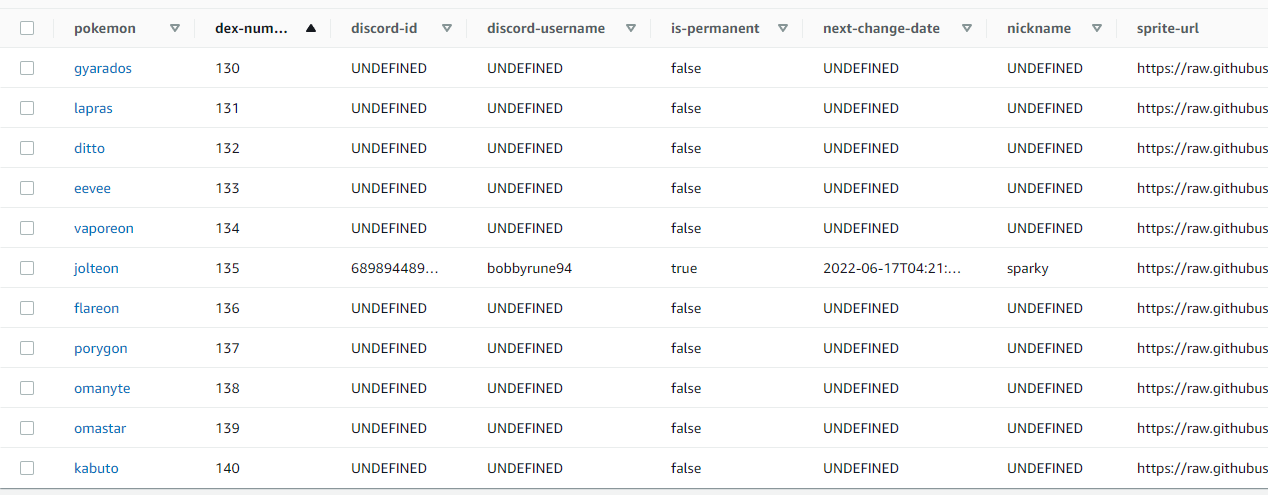 pokemon dex-num... discord-id discord-username is-permanent next-change-date nickname sprite-url
gyarados 130 UNDEFINED UNDEFINED false UNDEFINED UNDEFINED https://raw.githubus
lapras 131 UNDEFINED UNDEFINED false UNDEFINED UNDEFINED https://raw.githubus
ditto 132 UNDEFINED UNDEFINED false UNDEFINED UNDEFINED https://raw.githubus
eevee 133 UNDEFINED UNDEFINED false UNDEFINED UNDEFINED https://raw.githubus
vaporeon 134 UNDEFINED UNDEFINED false UNDEFINED UNDEFINED https://raw.githubus
jolteon 135 689894489... bobbyrune94 true 2022-06-17T04:21:... sparky https://raw.githubus
flareon 136 UNDEFINED UNDEFINED false UNDEFINED UNDEFINED https://raw.githubus
porygon 137 UNDEFINED UNDEFINED false UNDEFINED UNDEFINED https://raw.githubus
omanyte 138 UNDEFINED UNDEFINED false UNDEFINED UNDEFINED https://raw.githubus
omastar 139 UNDEFINED UNDEFINED false UNDEFINED UNDEFINED https://raw.githubus
kabuto 140 UNDEFINED UNDEFINED false UNDEFINED UNDEFINED https://raw.githubus